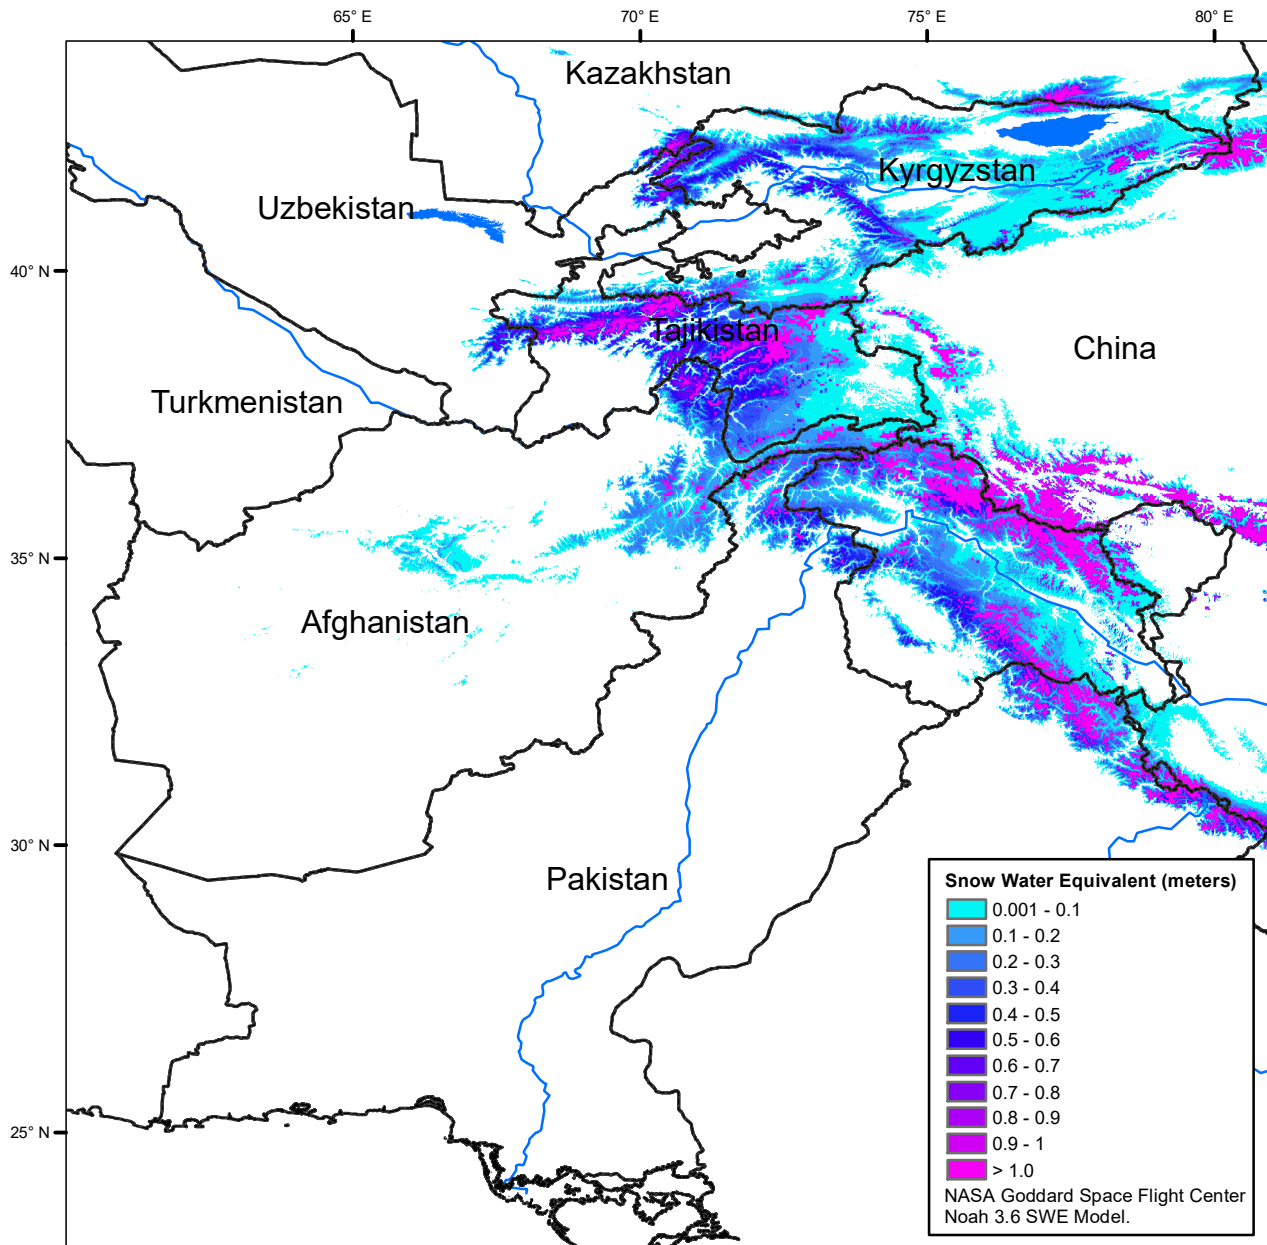 65° E
70° E
75° E
80° E
Kazakhstan
Kyrgyzstan
Uzbekistan
40° N
Tajikistan
China
Turkmenistan
35° N
Afghanistan
30° N
Pakistan
25° N
Snow Water Equivalent (meters)
0.001 - 0.1
0.1 - 0.2
0.2 - 0.3
0.3 - 0.4
0.4 - 0.5
0.5 - 0.6
0.6 - 0.7
0.7 - 0.8
0.8 - 0.9
0.9 - 1
> 1.0
NASA Goddard Space Flight Center
Noah 3.6 SWE Model.